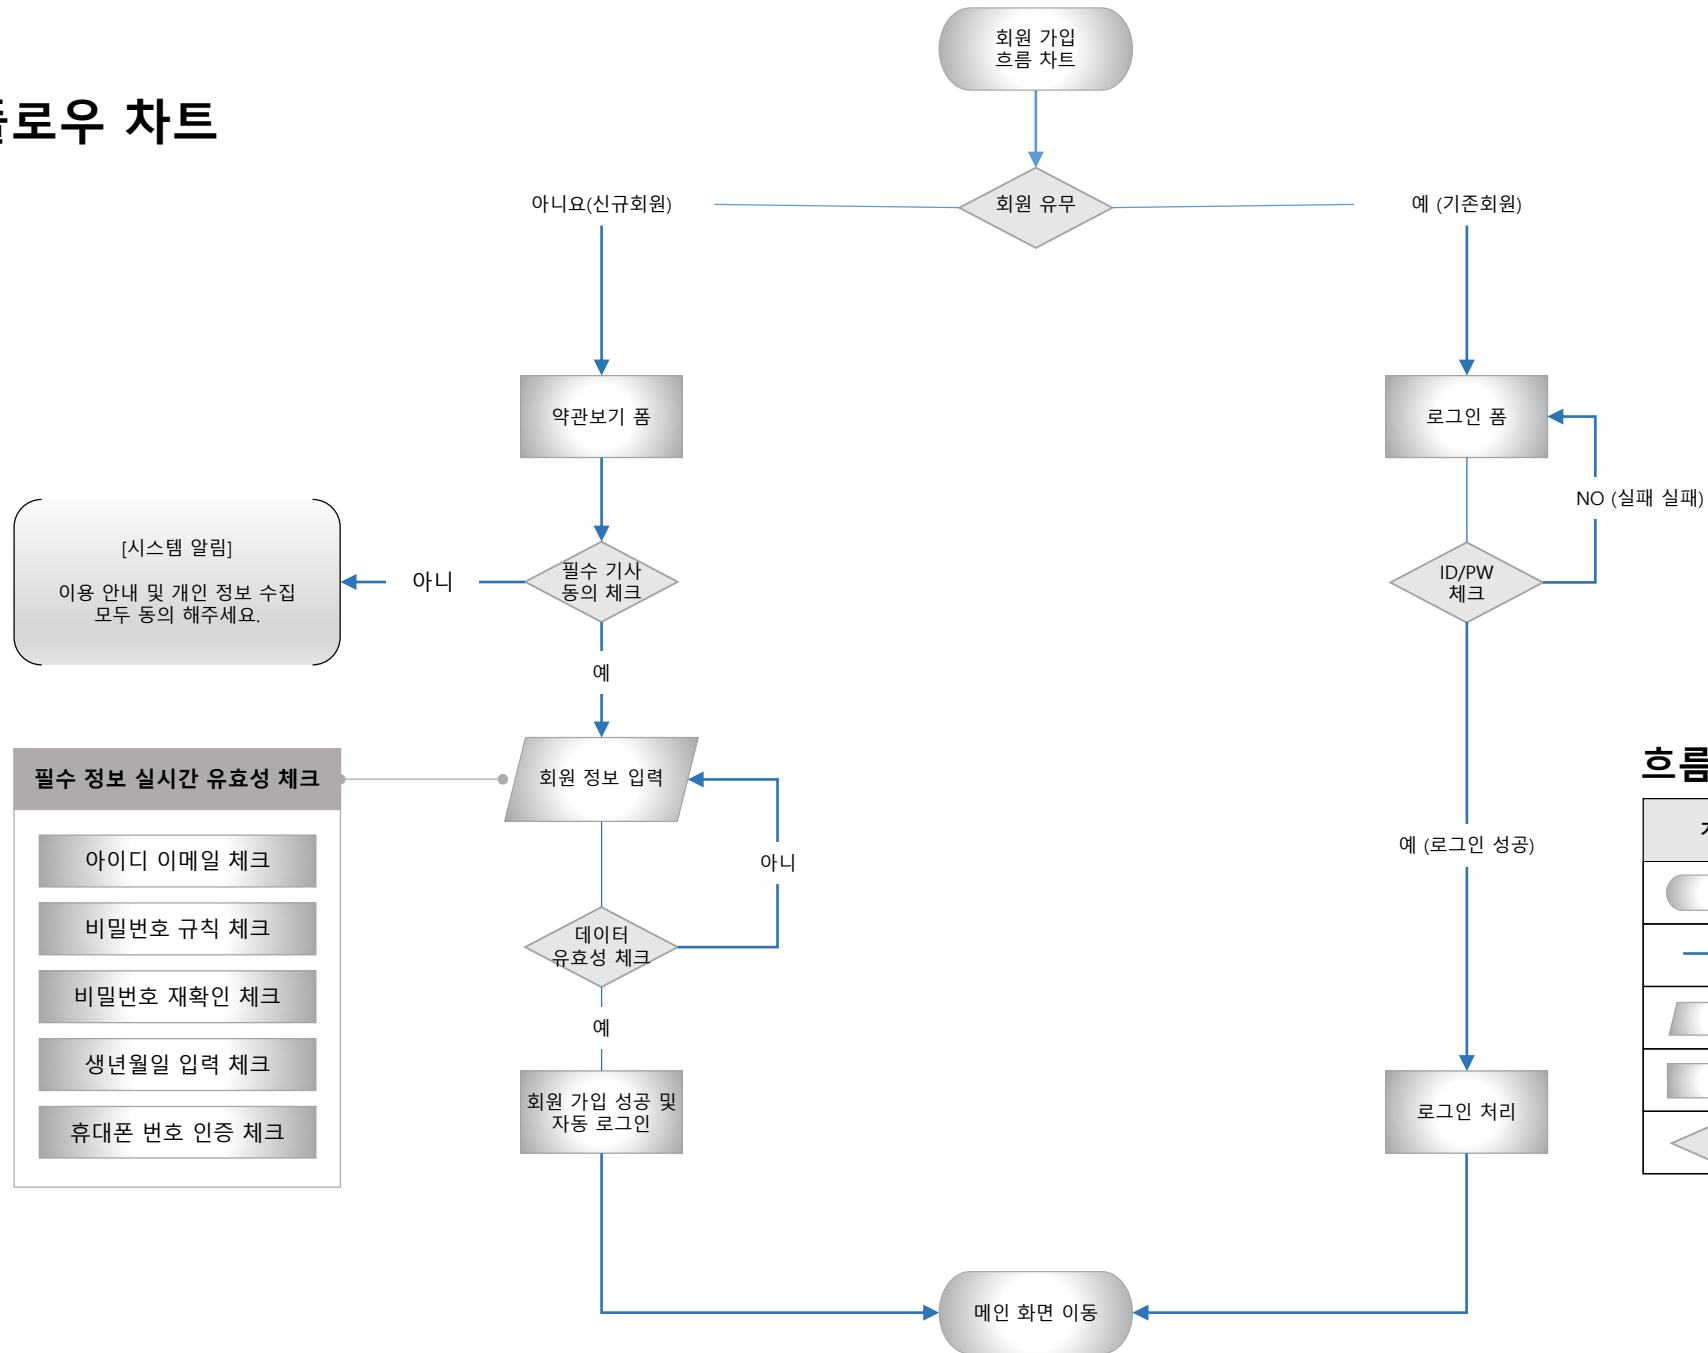 회원 가입
흐름 차트
로우 차트
아니요(신규회원)
회원 유무
예 (기존회원)
약관보기 폼
로그인 폼
NO (실패 실패)
[시스템 알림]
이용 안내 및 개인 정보 수집
모두 동의 해주세요.
아니
필수 기사
동의 체크
ID/PW
체크
예
필수 정보 실시간 유효성 체크
회원 정보 입력
흐름
아이디 이메일 체크
아니
예 (로그인 성공)
비밀번호 규칙 체크
데이터
유효성 체크
비밀번호 재확인 체크
예
생년월일 입력 체크
회원 가입 성공 및
자동 로그인
로그인 처리
휴대폰 번호 인증 체크
메인 화면 이동